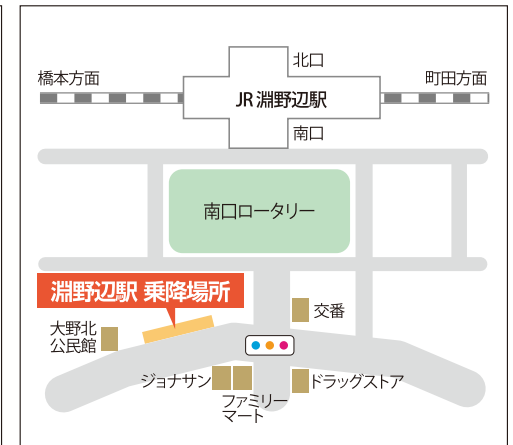 北口
橋本方面
町田方面
JR淵野辺駅
南口
南口ロータリー
淵野辺駅 乗降場所
交番
大野北
公民館
ジョナサン
ドラッグストア
ファミリー
マート